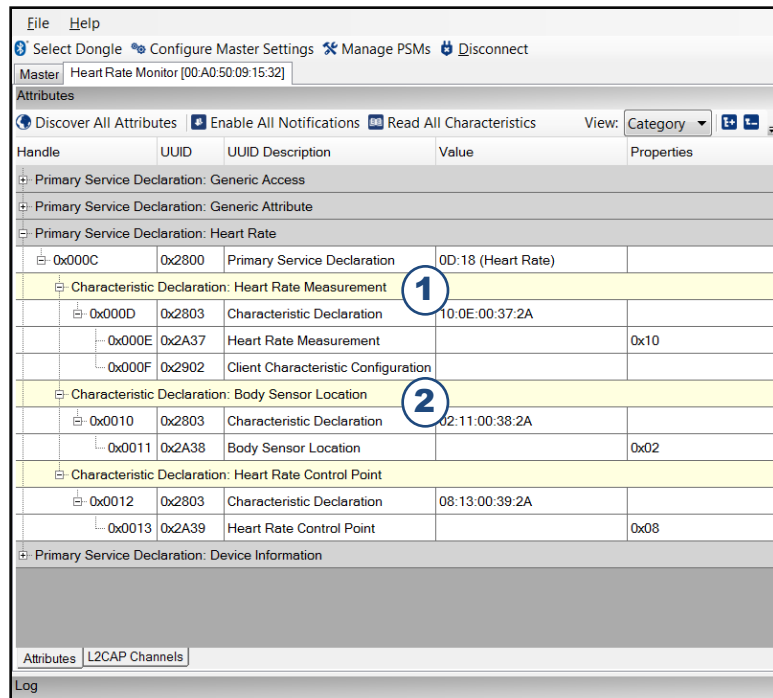 File Help
Select Dongle Configure Master Settings Manage PSMs Disconnect
Master Heart Rate Monitor [00:A0:50:09:15:32]
Attributes
Discover All Attributes Enable All Notifications Read All Characteristics View: Category
Handle UUID UUID Description Value Properties
Primary Service Declaration: Generic Access
Primary Service Declaration: Generic Attribute
Primary Service Declaration: Heart Rate
0x000C 0x2800 Primary Service Declaration 0D:18 (Heart Rate)
Characteristic Declaration: Heart Rate Measurement 1
0x000D 0x2803 Characteristic Declaration 10:0E:00:37:2A
0x000E 0x2A37 Heart Rate Measurement 0x10
0x000F 0x2902 Client Characteristic Configuration
Characteristic Declaration: Body Sensor Location 2
0x0010 0x2803 Characteristic Declaration 02:11:00:38:2A
0x0011 0x2A38 Body Sensor Location 0x02
Characteristic Declaration: Heart Rate Control Point
0x0012 0x2803 Characteristic Declaration 08:13:00:39:2A
0x0013 0x2A39 Heart Rate Control Point 0x08
Primary Service Declaration: Device Information
Attributes L2CAP Channels
Log